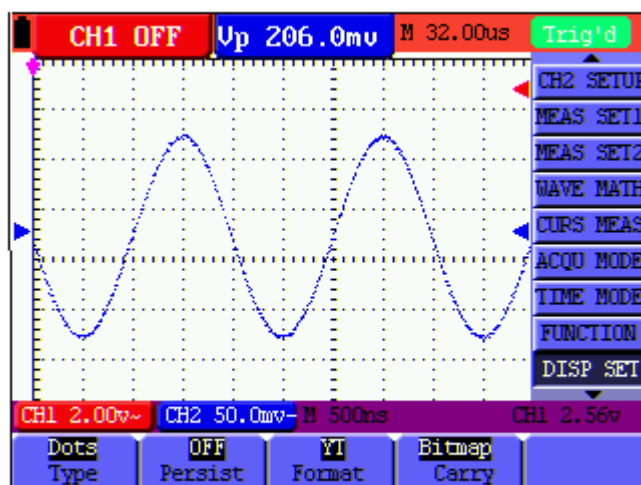 CH1 OFF
Vp 206.0mv
M 32.00us
Trig'd
CH2 SETUP
MEAS SET1
MEAS SET2
WAVE MATH
CURS MEAS
ACQU MODE
TIME MODE
FUNCTION
DISP SET
CH1 2.00v~
CH2 50.0mv-
M 500ns
CH1 2.56v
Dots
Type
OFF
Persist
YT
Format
Bitmap
Carry